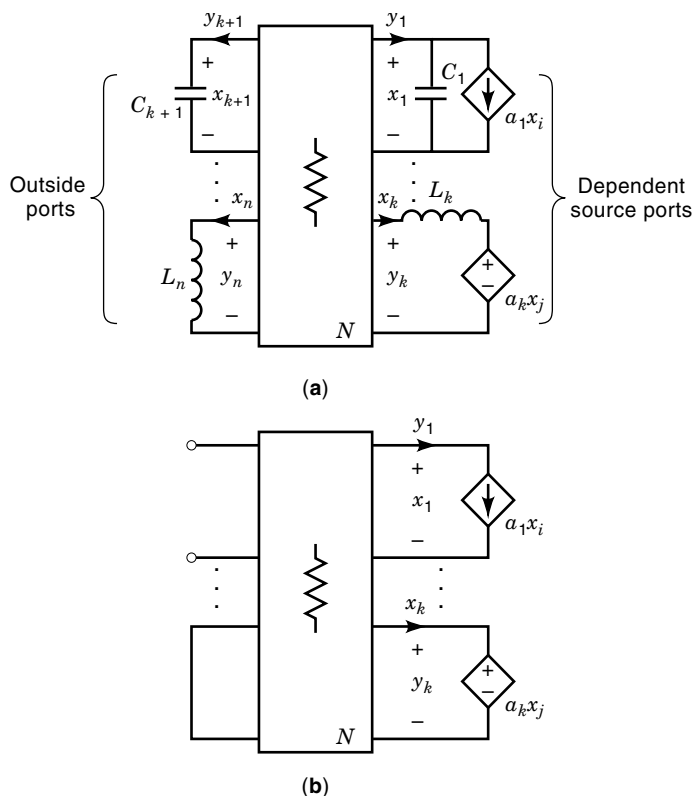 y_{k+1}
y_1
+
+
C_1
C_{k+1}
x_{k+1}
x_1
a_1x_i
–
–
Outside
ports
Dependent
source ports
x_n
x_k
L_k
+
+
L_n
y_n
y_k
+
–
a_kx_j
–
–
N
(a)
y_1
+
x_1
a_1x_i
–
x_k
+
y_k
+
–
a_kx_j
–
N
(b)